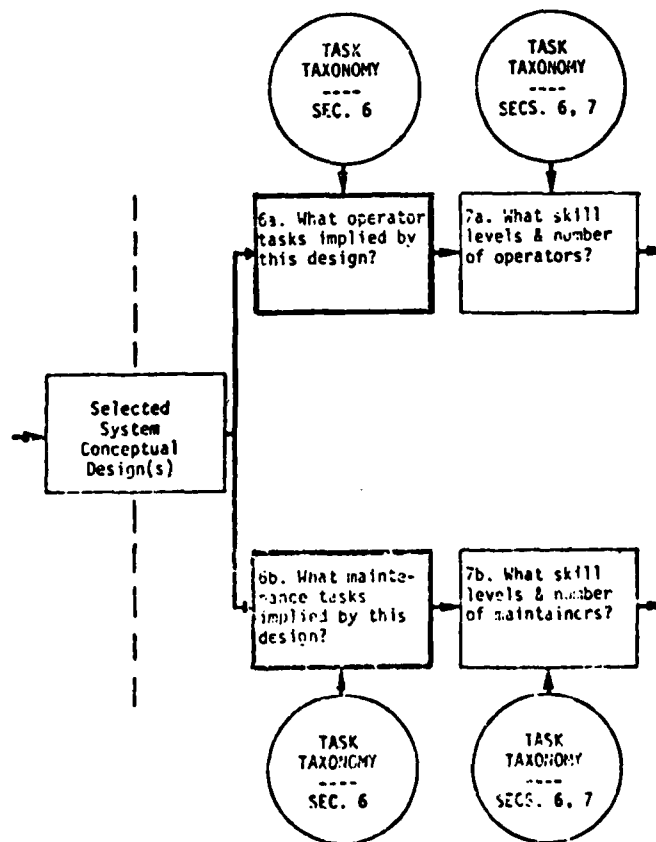 TASK
TAXONOMY
----
SEC. 6
TASK
TAXONOMY
----
SECS. 6, 7
6a. What operator
tasks implied by
this design?
7a. What skill
levels & number
of operators?
Selected
System
Conceptual
Design(s)
6b. What mainte-
nance tasks
implied by this
design?
7b. What skill
levels & number
of maintainers?
TASK
TAXONOMY
----
SEC. 6
TASK
TAXONOMY
----
SECS. 6, 7